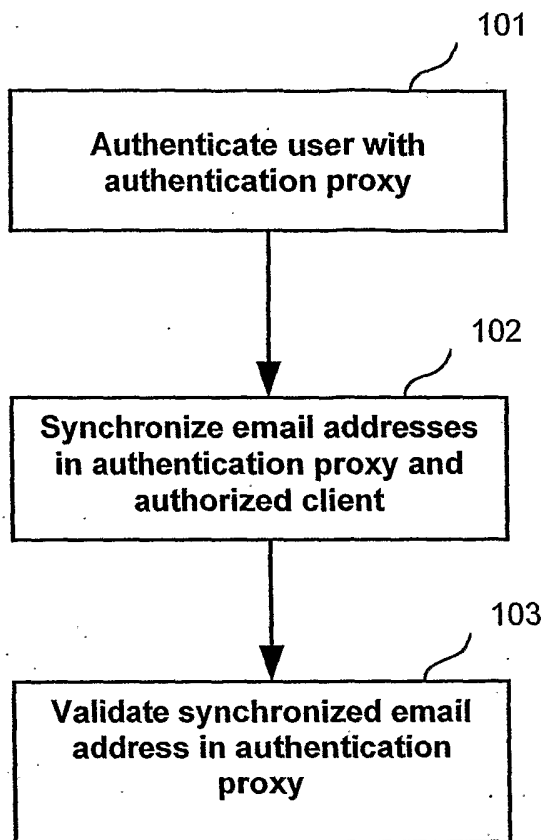 101
Authenticate user with
authentication proxy
102
Synchronize email addresses
in authentication proxy and
authorized client
103
Validate synchronized email
address in authentication
proxy